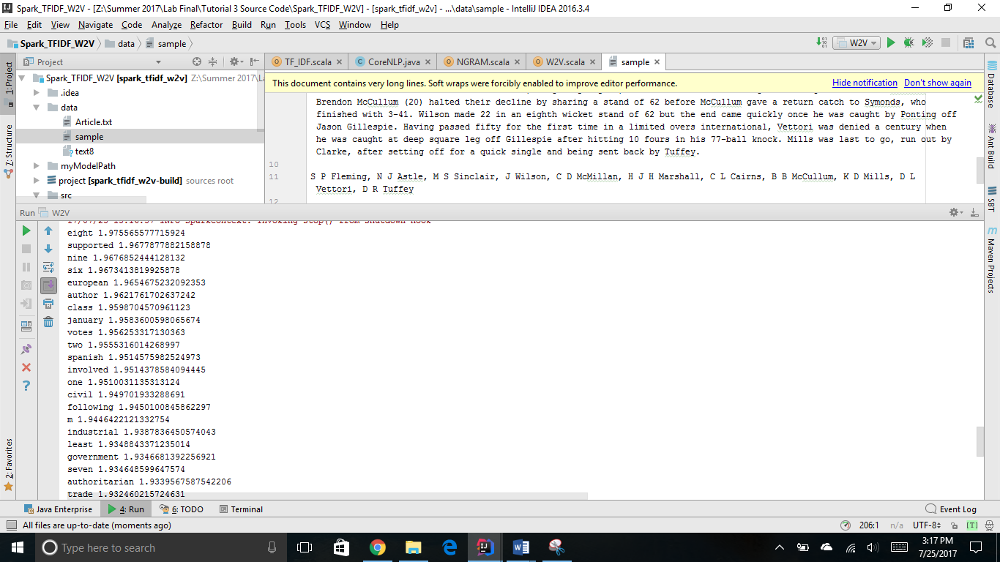 Spark_TFIDF_W2V - [Z:\Summer 2017\Lab Final\Tutorial 3 Source Code\Spark_TFIDF_W2V] - [spark_tfidf_w2v] - ...\data\sample - IntelliJ IDEA 2016.3.4
File Edit View Navigate Code Analyze Refactor Build Run Tools VCS Window Help
Spark_TFIDF_W2V data sample W2V
Project TF_IDF.scala CoreNLP.java NGRAM.scala W2V.scala sample
1: Project
Z: Structure
2: Favorites
Database
Ant Build
SBT
Maven Projects
Spark_TFIDF_W2V [spark_tfidf_w2v] Z:\Summer 2017\L
.idea
data
Article.txt
sample
text8
myModelPath
project [spark_tfidf_w2v-build] sources root
src
This document contains very long lines. Soft wraps were forcibly enabled to improve editor performance. Hide notification Don't show again
Brendon McCullum (20) halted their decline by sharing a stand of 62 before McCullum gave a return catch to Symonds, who
finished with 3-41. Wilson made 22 in an eighth wicket stand of 62 but the end came quickly once he was caught by Ponting off
Jason Gillespie. Having passed fifty for the first time in a limited overs international, Vettori was denied a century when
he was caught at deep square leg off Gillespie after hitting 10 fours in his 77-ball knock. Mills was last to go, run out by
Clarke, after setting off for a quick single and being sent back by Tuffey.
10
11 S P Fleming, N J Astle, M S Sinclair, J Wilson, C D McMillan, H J H Marshall, C L Cairns, B B McCullum, K D Mills, D L
Vettori, D R Tuffey
12
Run W2V
17/07/25 15:16:57 INFO SparkContext: Invoking stop() from shutdown hook
eight 1.975565577715924
supported 1.9677877882158878
nine 1.9676852444128132
six 1.9673413819925878
european 1.9654675232092353
author 1.9621761702637242
class 1.9598704570961123
january 1.9583600598065674
votes 1.956253317130363
two 1.9555316014268997
spanish 1.9514575982524973
involved 1.9514378584094445
one 1.9510031135313124
civil 1.949701933288691
following 1.9450100845862297
m 1.9446422121332754
industrial 1.9387836450574043
least 1.9348843371235014
government 1.9346681392256921
seven 1.934648599647574
authoritarian 1.9339567587542206
trade 1.932460215724631
Java Enterprise 4: Run 6: TODO Terminal Event Log
All files are up-to-date (moments ago) 206:1 n/a UTF-8 [T]
Type here to search
3:17 PM
7/25/2017